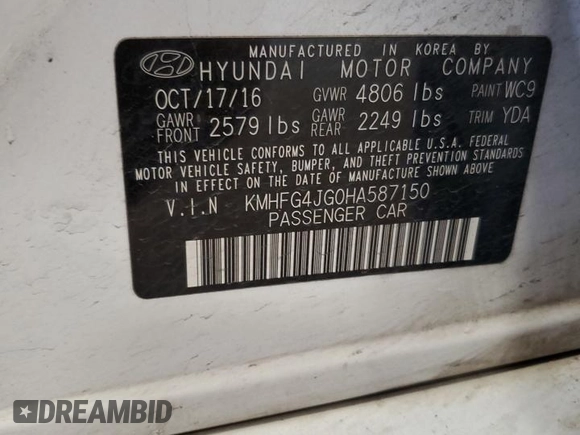 MANUFACTURED IN KOREA BY
HYUNDAI MOTOR COMPANY
OCT/17/16 GVWR 4806 lbs PAINT WC9
GAWR FRONT 2579 lbs GAWR REAR 2249 lbs TRIM YDA
THIS VEHICLE CONFORMS TO ALL APPLICABLE U.S.A. FEDERAL
MOTOR VEHICLE SAFETY, BUMPER, AND THEFT PREVENTION STANDARDS
IN EFFECT ON THE DATE OF MANUFACTURE SHOWN ABOVE
V.I.N KMHFG4JG0HA587150
PASSENGER CAR
DREAMBID